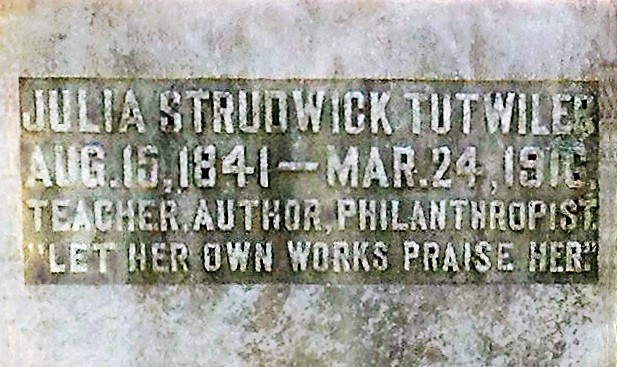 JULIA STRUDWICK TUTWILER
AUG. 15, 1841 — MAR. 24, 1916.
TEACHER, AUTHOR, PHILANTHROPIST.
"LET HER OWN WORKS PRAISE HER."